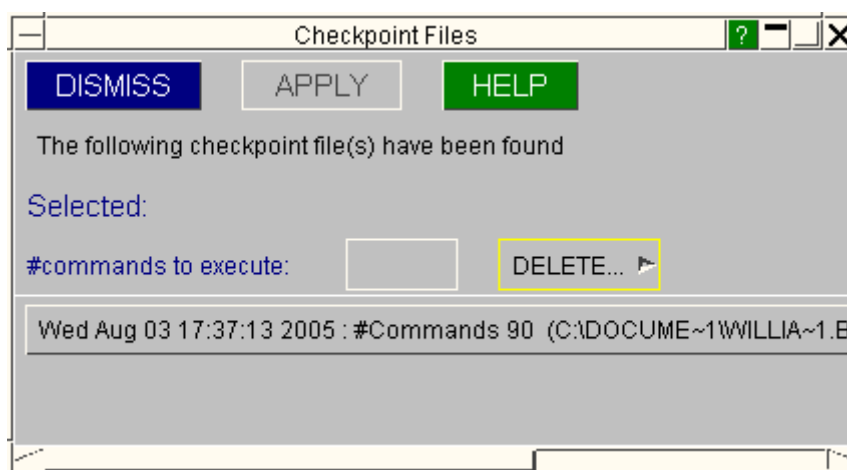 Checkpoint Files ?
DISMISS APPLY HELP
The following checkpoint file(s) have been found
Selected:
#commands to execute: DELETE...
Wed Aug 03 17:37:13 2005 : #Commands 90 (C:\DOCUME~1\WILLIA~1.B